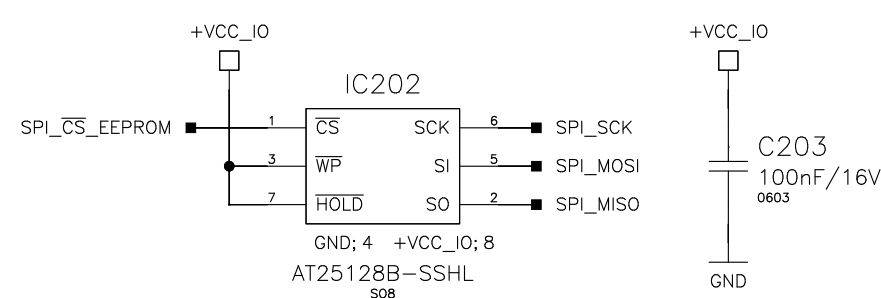 +VCC_IO
+VCC_IO
IC202
SPI_CS_EEPROM
1
CS
SCK
6
SPI_SCK
3
WP
SI
5
SPI_MOSI
7
HOLD
SO
2
SPI_MISO
GND; 4 +VCC_IO; 8
AT25128B-SSHL
SO8
C203
100nF/16V
0603
GND